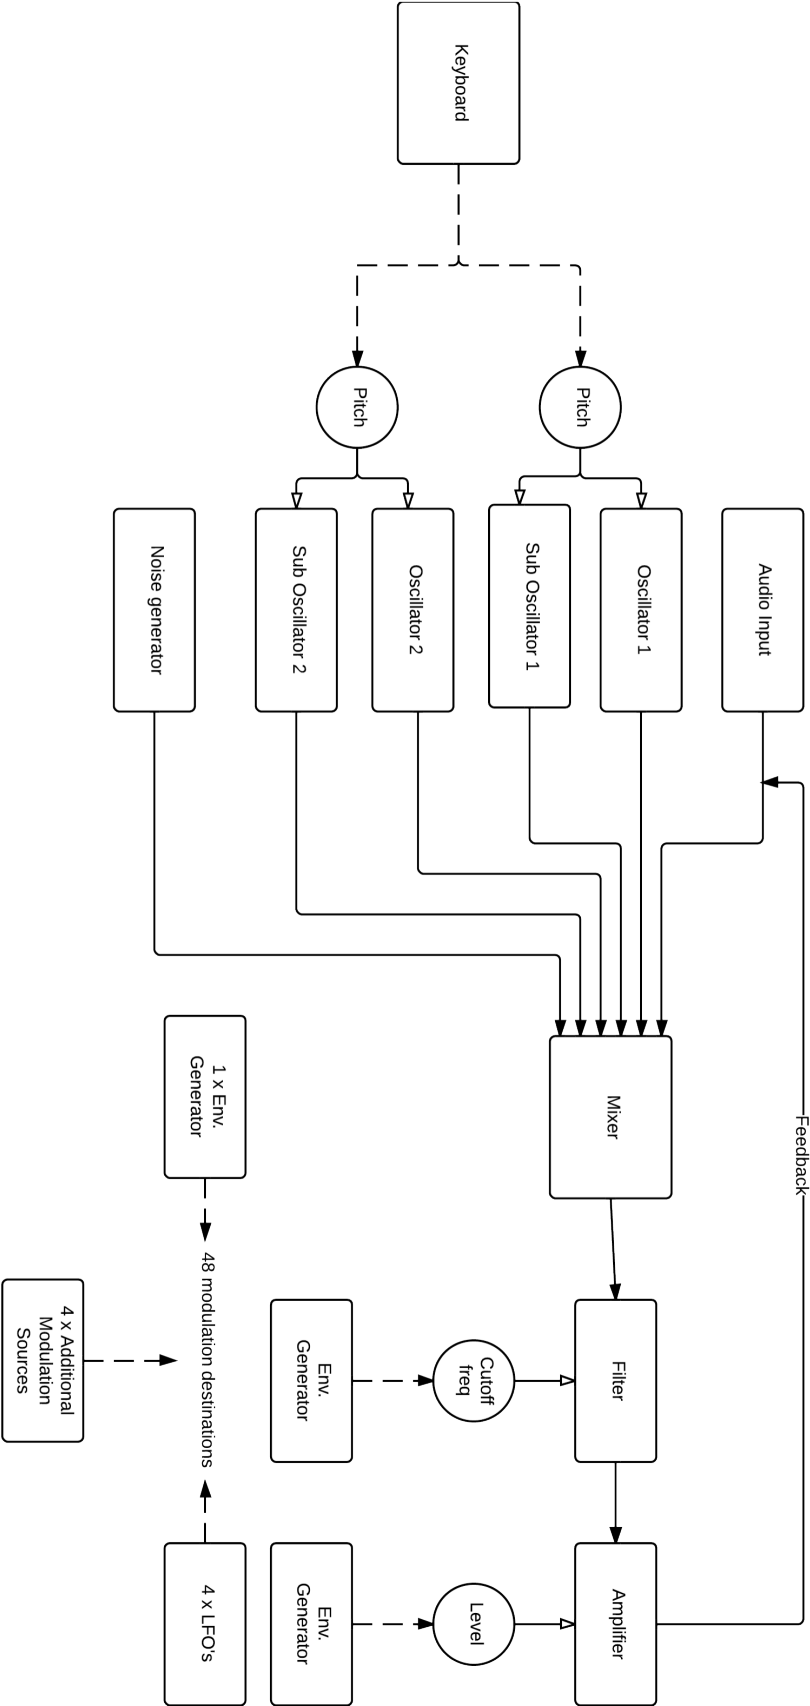 Keyboard
Pitch
Pitch
Audio Input
Oscillator 1
Sub Oscillator 1
Oscillator 2
Sub Oscillator 2
Noise generator
Feedback
Mixer
Filter
Amplifier
Cutoff
freq
Level
Env.
Generator
Env.
Generator
1 x Env.
Generator
48 modulation destinations
4 x LFO's
4 x Additional
Modulation
Sources